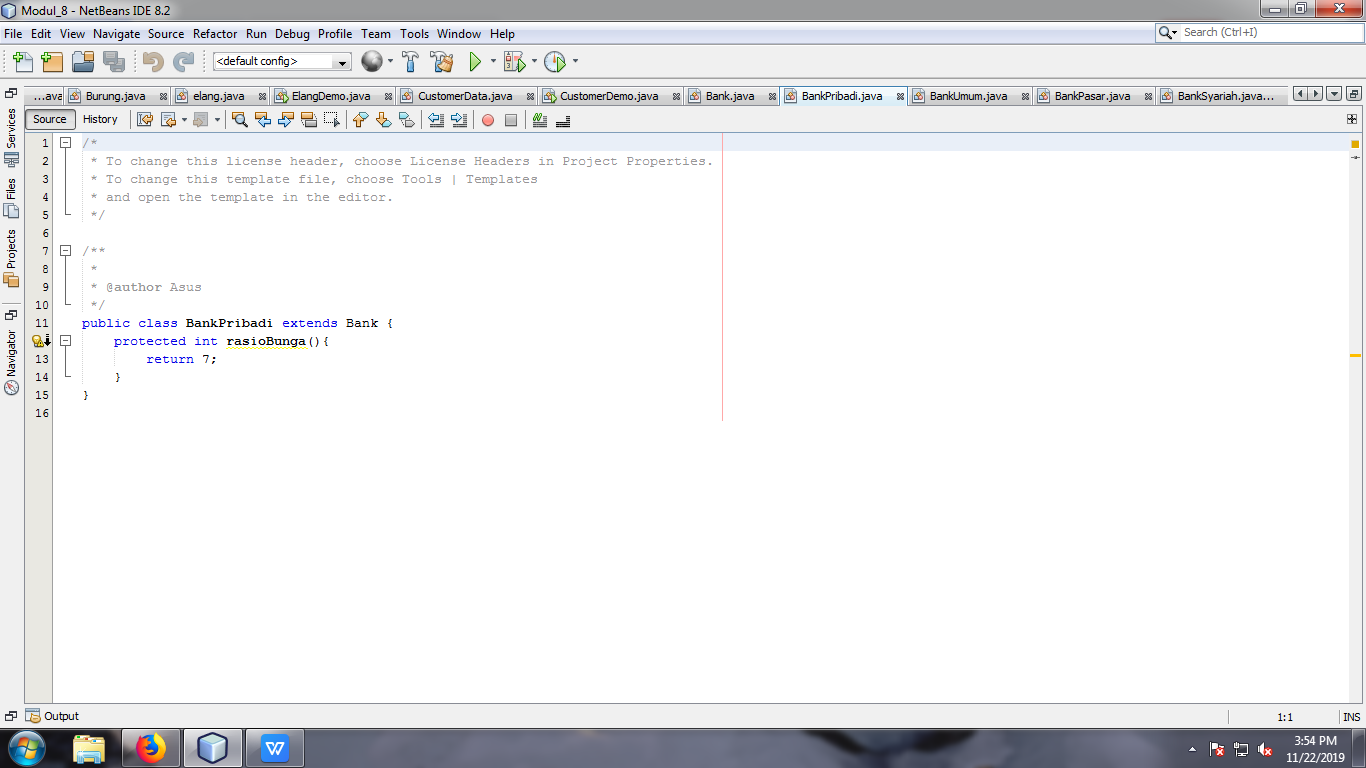 Modul_8 - NetBeans IDE 8.2
File Edit View Navigate Source Refactor Run Debug Profile Team Tools Window Help
Search (Ctrl+I)
<default config>
...ava Burung.java elang.java ElangDemo.java CustomerData.java CustomerDemo.java Bank.java BankPribadi.java BankUmum.java BankPasar.java BankSyariah.java...
Source History
Services
Files
Projects
Navigator
1 /*
2 * To change this license header, choose License Headers in Project Properties.
3 * To change this template file, choose Tools | Templates
4 * and open the template in the editor.
5 */
6
7 /**
8 *
9 * @author Asus
10 */
11 public class BankPribadi extends Bank {
protected int rasioBunga(){
13 return 7;
14 }
15 }
16
Output
1:1 INS
3:54 PM
11/22/2019